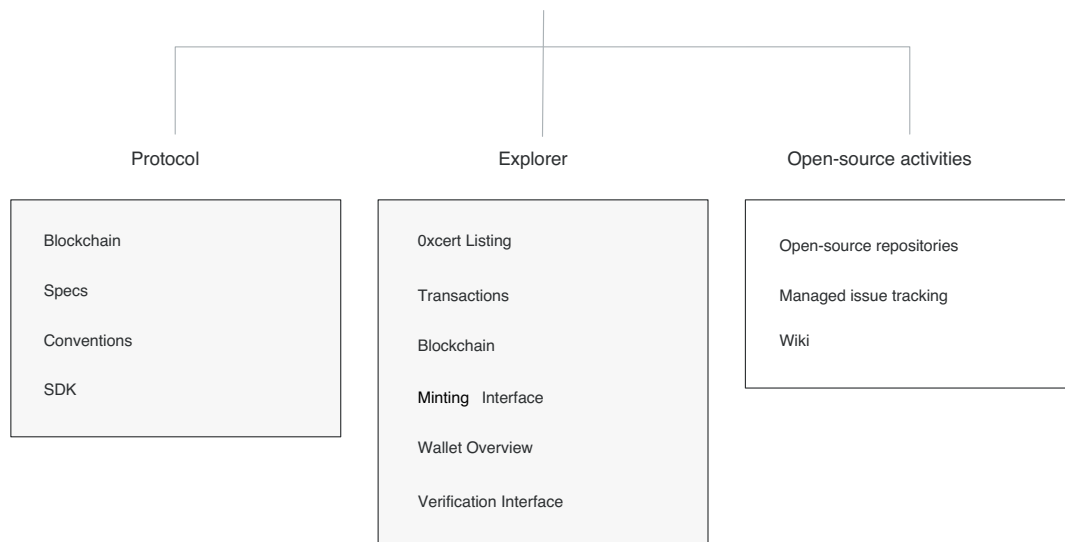 Protocol
Explorer
Open-source activities
Blockchain
Specs
Conventions
SDK
0xcert Listing
Transactions
Blockchain
Minting Interface
Wallet Overview
Verification Interface
Open-source repositories
Managed issue tracking
Wiki